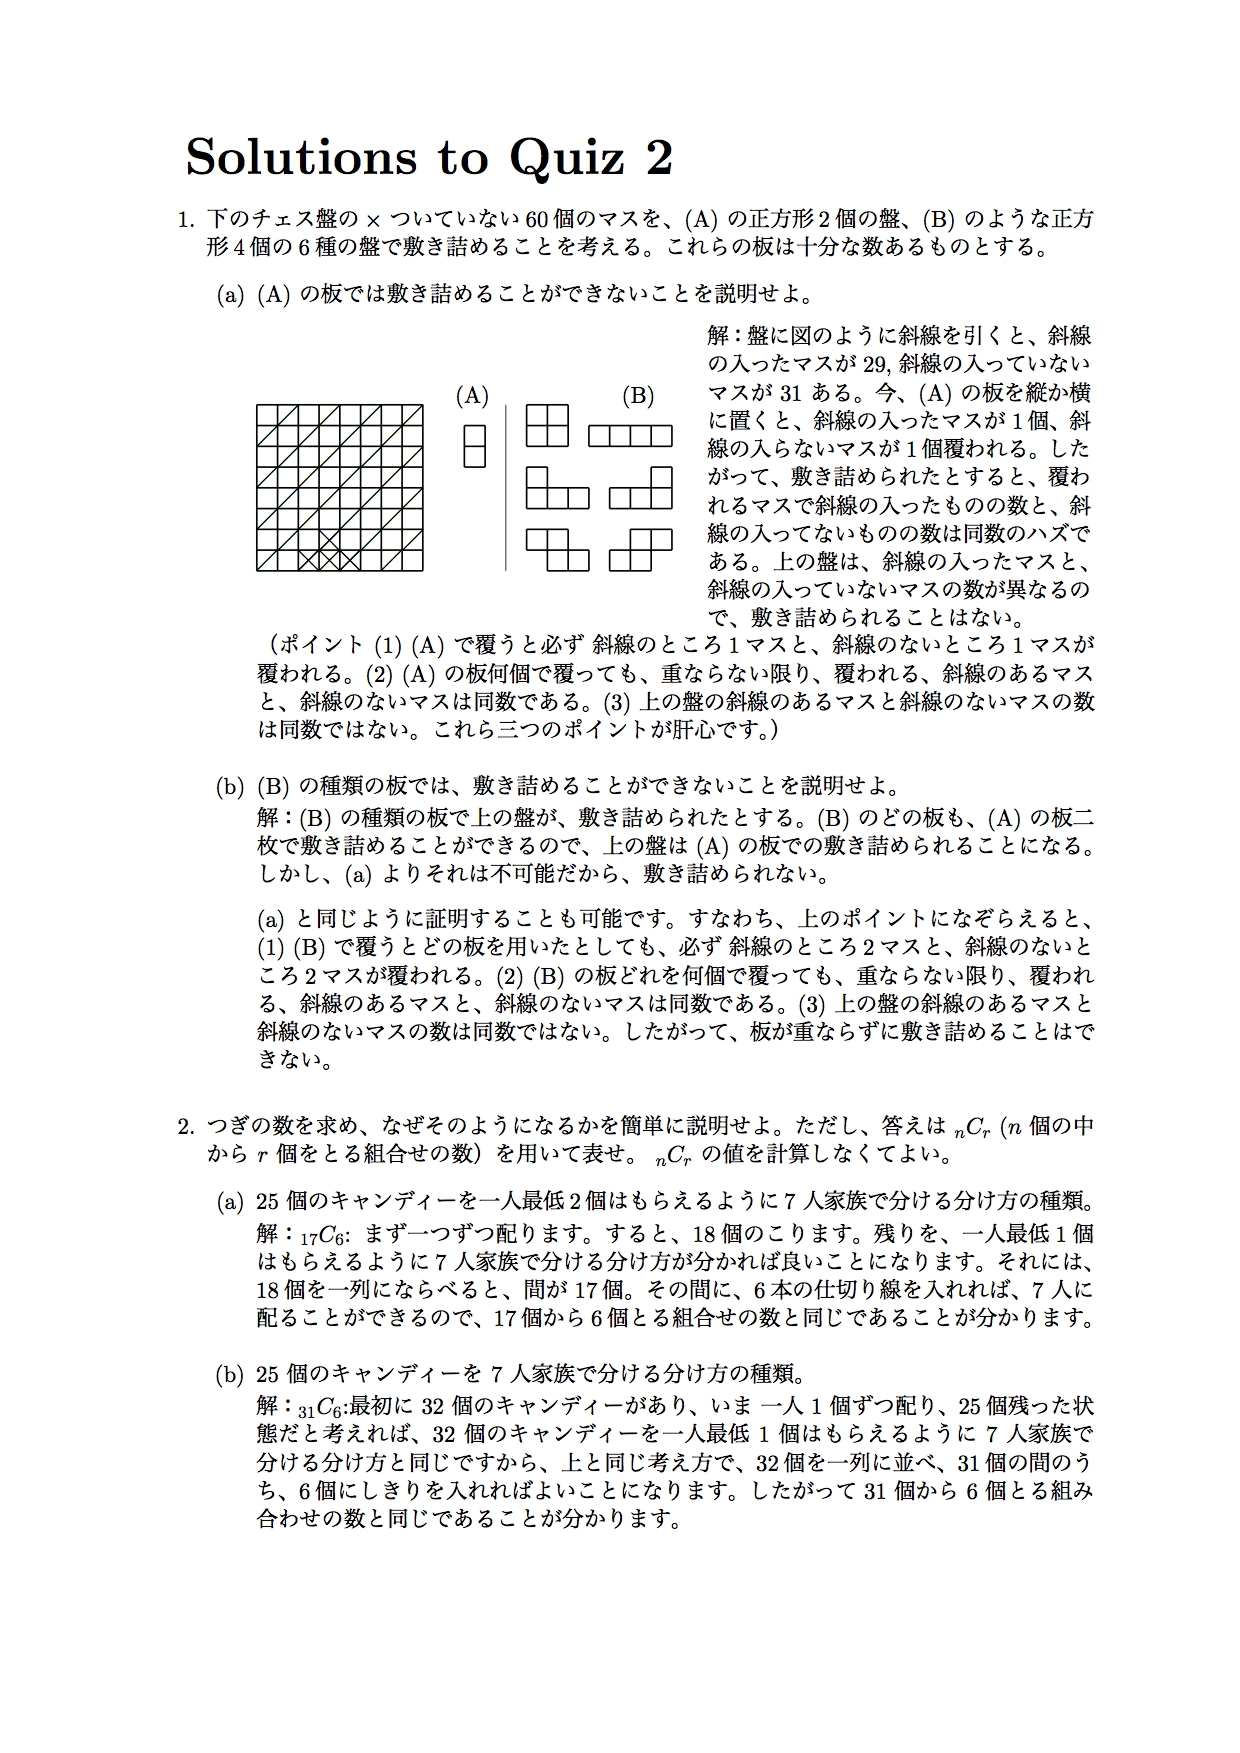 Solutions to Quiz 2
1. 下のチェス盤の × ついていない 60 個のマスを、(A) の正方形 2 個の盤、(B) のような正方
形 4 個の 6 種の盤で敷き詰めることを考える。これらの板は十分な数あるものとする。
(a) (A) の板では敷き詰めることができないことを説明せよ。
(A)
(B)
解：盤に図のように斜線を引くと、斜線
の入ったマスが 29, 斜線の入っていない
マスが 31 ある。今、(A) の板を縦か横
に置くと、斜線の入ったマスが 1 個、斜
線の入らないマスが 1 個覆われる。した
がって、敷き詰められたとすると、覆わ
れるマスで斜線の入ったものの数と、斜
線の入ってないものの数は同数のハズで
ある。上の盤は、斜線の入ったマスと、
斜線の入っていないマスの数が異なるの
で、敷き詰められることはない。
（ポイント (1) (A) で覆うと必ず 斜線のところ 1 マスと、斜線のないところ 1 マスが
覆われる。(2) (A) の板何個で覆っても、重ならない限り、覆われる、斜線のあるマス
と、斜線のないマスは同数である。(3) 上の盤の斜線のあるマスと斜線のないマスの数
は同数ではない。これら三つのポイントが肝心です。）
(b) (B) の種類の板では、敷き詰めることができないことを説明せよ。
解：(B) の種類の板で上の盤が、敷き詰められたとする。(B) のどの板も、(A) の板二
枚で敷き詰めることができるので、上の盤は (A) の板での敷き詰められることになる。
しかし、(a) よりそれは不可能だから、敷き詰められない。
(a) と同じように証明することも可能です。すなわち、上のポイントになぞらえると、
(1) (B) で覆うとどの板を用いたとしても、必ず 斜線のところ 2 マスと、斜線のないと
ころ 2 マスが覆われる。(2) (B) の板どれを何個で覆っても、重ならない限り、覆われ
る、斜線のあるマスと、斜線のないマスは同数である。(3) 上の盤の斜線のあるマスと
斜線のないマスの数は同数ではない。したがって、板が重ならずに敷き詰めることはで
きない。
2. つぎの数を求め、なぜそのようになるかを簡単に説明せよ。ただし、答えは nCr (n 個の中
から r 個をとる組合せの数）を用いて表せ。 nCr の値を計算しなくてよい。
(a) 25 個のキャンディーを一人最低 2 個はもらえるように 7 人家族で分ける分け方の種類。
解：17C6: まず一つずつ配ります。すると、18 個のこります。残りを、一人最低 1 個
はもらえるように 7 人家族で分ける分け方が分かれば良いことになります。それには、
18 個を一列にならべると、間が 17 個。その間に、6 本の仕切り線を入れれば、7 人に
配ることができるので、17 個から 6 個とる組合せの数と同じであることが分かります。
(b) 25 個のキャンディーを 7 人家族で分ける分け方の種類。
解：31C6:最初に 32 個のキャンディーがあり、いま 一人 1 個ずつ配り、25 個残った状
態だと考えれば、32 個のキャンディーを一人最低 1 個はもらえるように 7 人家族で
分ける分け方と同じですから、上と同じ考え方で、32 個を一列に並べ、31 個の間のう
ち、6 個にしきりを入れればよいことになります。したがって 31 個から 6 個とる組み
合わせの数と同じであることが分かります。